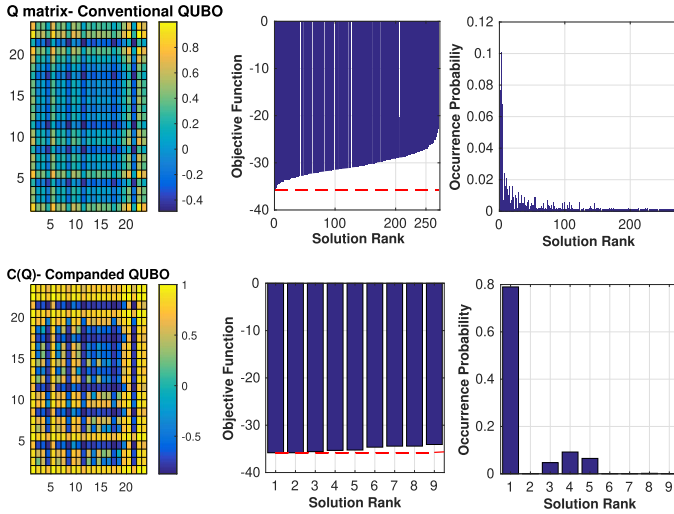 Q matrix- Conventional QUBO
20
15
10
5
5 10 15 20
0.8
0.6
0.4
0.2
0
-0.2
-0.4
Objective Function
0
-10
-20
-30
-40
0 100 200 250
Solution Rank
Occurrence Probabiliy
0.12
0.1
0.08
0.06
0.04
0.02
0
0 100 200
Solution Rank
C(Q)- Companded QUBO
20
15
10
5
5 10 15 20
1
0.5
0
-0.5
Objective Function
0
-10
-20
-30
-40
1 2 3 4 5 6 7 8 9
Solution Rank
Occurrence Probability
0.8
0.6
0.4
0.2
0
1 2 3 4 5 6 7 8 9
Solution Rank